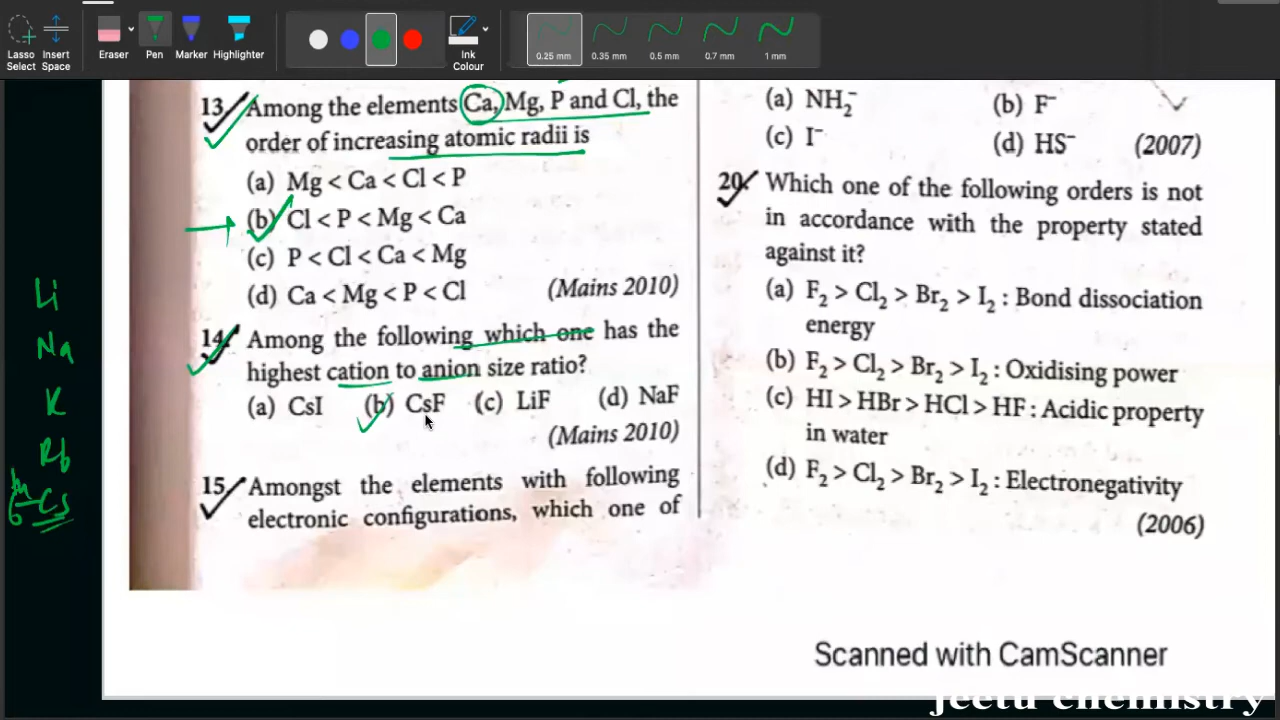 Lasso Select
Insert Space
Eraser
Pen
Marker
Highlighter
Ink Colour
0.25 mm
0.35 mm
0.5 mm
0.7 mm
1 mm
Li
Na
K
Rb
Cs
13. Among the elements Ca, Mg, P and Cl, the
order of increasing atomic radii is
(a) Mg < Ca < Cl < P
(b) Cl < P < Mg < Ca
(c) P < Cl < Ca < Mg
(d) Ca < Mg < P < Cl (Mains 2010)
14. Among the following which one has the
highest cation to anion size ratio?
(a) CsI (b) CsF (c) LiF (d) NaF
(Mains 2010)
15. Amongst the elements with following
electronic configurations, which one of
(a) NH₂⁻ (b) F⁻
(c) I⁻ (d) HS⁻ (2007)
20. Which one of the following orders is not
in accordance with the property stated
against it?
(a) F₂ > Cl₂ > Br₂ > I₂ : Bond dissociation
energy
(b) F₂ > Cl₂ > Br₂ > I₂ : Oxidising power
(c) HI > HBr > HCl > HF : Acidic property
in water
(d) F₂ > Cl₂ > Br₂ > I₂ : Electronegativity
(2006)
Scanned with CamScanner
jeetu chemistry